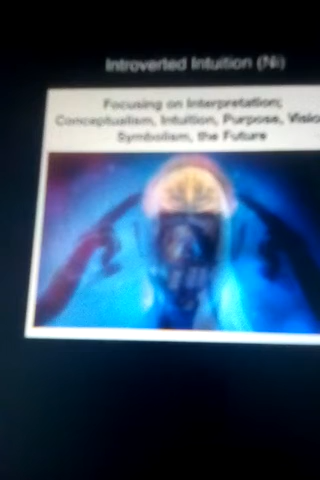 Introverted Intuition (Ni)
Focusing on Interpretation;
Conceptualism, Intuition, Purpose, Visio
Symbolism, the Future